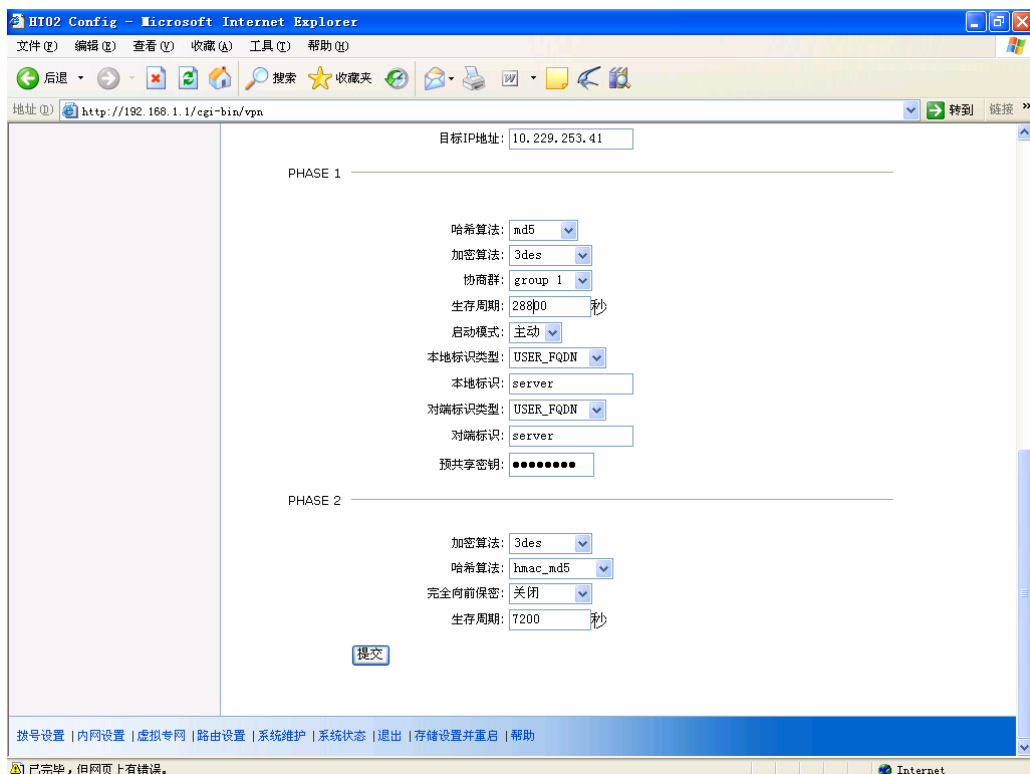 HT02 Config - Microsoft Internet Explorer
文件(F) 编辑(E) 查看(V) 收藏(A) 工具(T) 帮助(H)
后退 搜索 收藏夹
地址(D) http://192.168.1.1/cgi-bin/vpn 转到 链接 »
目标IP地址: 10.229.253.41
PHASE 1
哈希算法: md5
加密算法: 3des
协商群: group 1
生存周期: 28800 秒
启动模式: 主动
本地标识类型: USER_FQDN
本地标识: server
对端标识类型: USER_FQDN
对端标识: server
预共享密钥: ●●●●●●●●
PHASE 2
加密算法: 3des
哈希算法: hmac_md5
完全向前保密: 关闭
生存周期: 7200 秒
提交
拨号设置 |内网设置 |虚拟专网 |路由设置 |系统维护 |系统状态 |退出 |存储设置并重启 |帮助
已完毕，但网页上有错误。 Internet